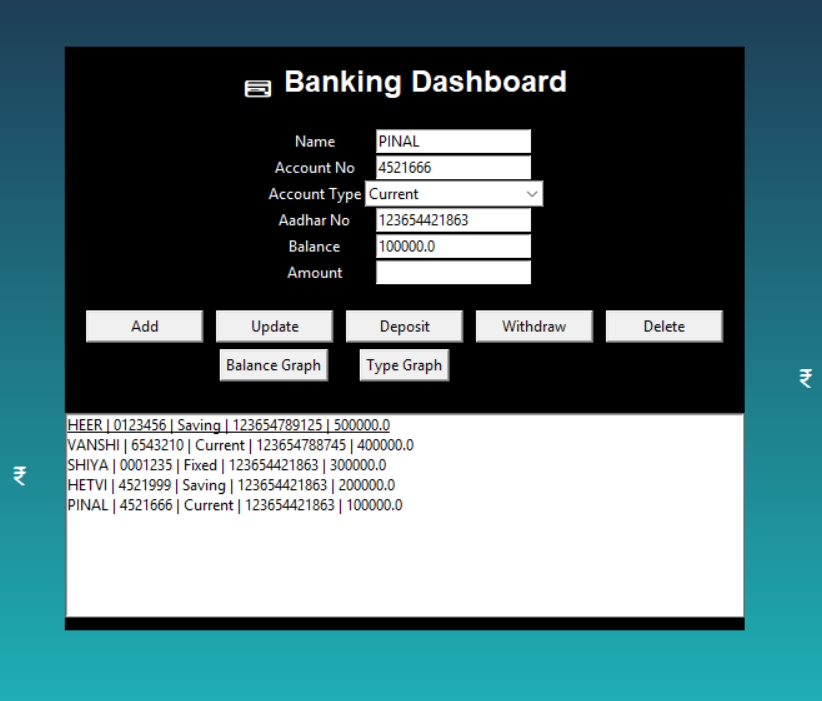 Banking Dashboard
Name PINAL
Account No 4521666
Account Type Current
Aadhar No 123654421863
Balance 100000.0
Amount
Add Update Deposit Withdraw Delete
Balance Graph Type Graph
₹
HEER | 0123456 | Saving | 123654789125 | 500000.0
VANSHI | 6543210 | Current | 123654788745 | 400000.0
SHIYA | 0001235 | Fixed | 123654421863 | 300000.0
₹
HETVI | 4521999 | Saving | 123654421863 | 200000.0
PINAL | 4521666 | Current | 123654421863 | 100000.0